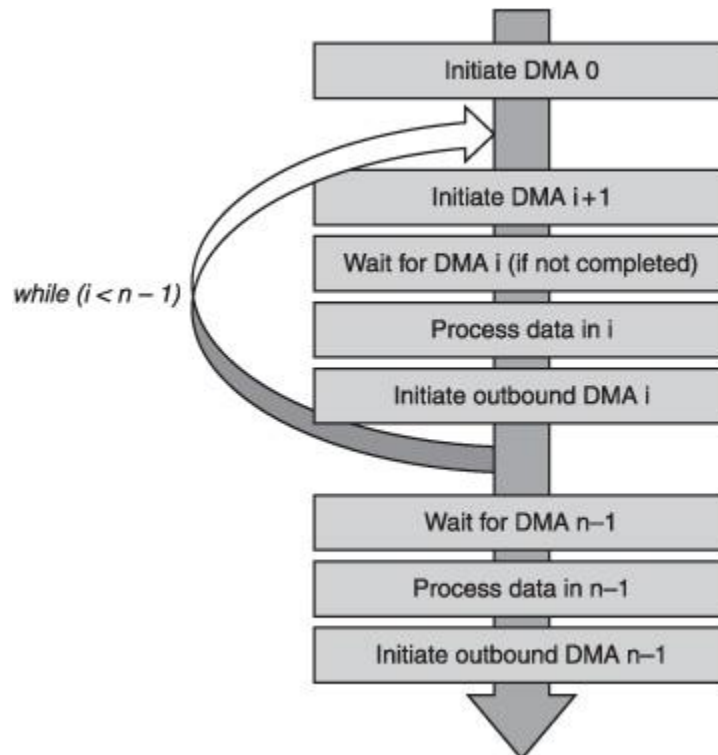 Initiate DMA 0
Initiate DMA i+1
Wait for DMA i (if not completed)
while (i < n – 1)
Process data in i
Initiate outbound DMA i
Wait for DMA n–1
Process data in n–1
Initiate outbound DMA n–1